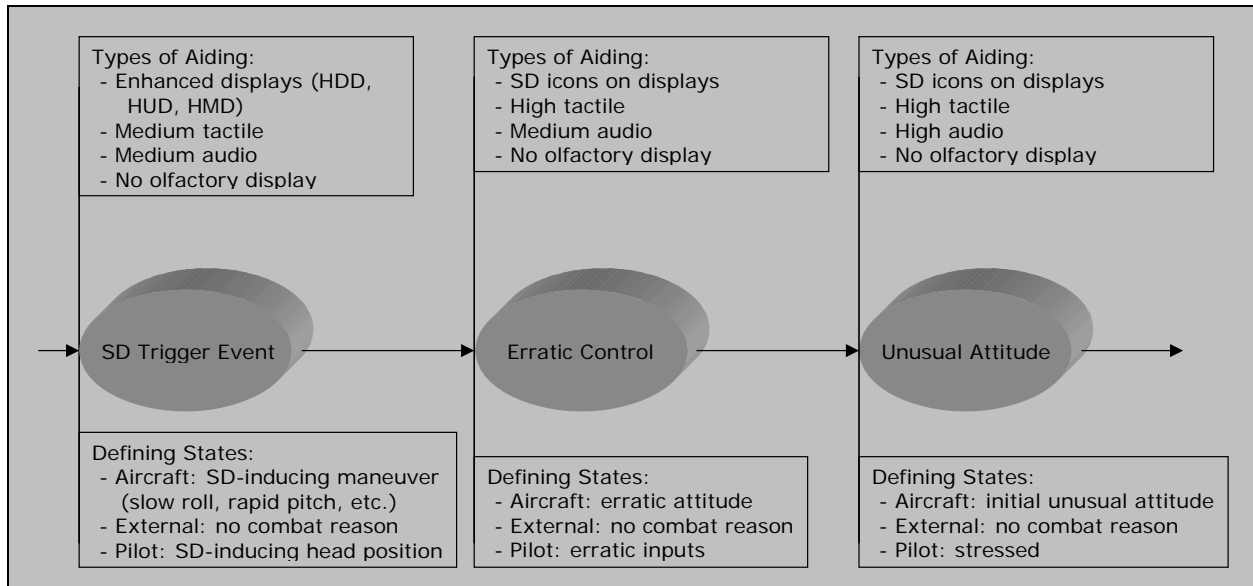 Types of Aiding:
- Enhanced displays (HDD,
HUD, HMD)
- Medium tactile
- Medium audio
- No olfactory display
Types of Aiding:
- SD icons on displays
- High tactile
- Medium audio
- No olfactory display
Types of Aiding:
- SD icons on displays
- High tactile
- High audio
- No olfactory display
SD Trigger Event
Erratic Control
Unusual Attitude
Defining States:
- Aircraft: SD-inducing maneuver
(slow roll, rapid pitch, etc.)
- External: no combat reason
- Pilot: SD-inducing head position
Defining States:
- Aircraft: erratic attitude
- External: no combat reason
- Pilot: erratic inputs
Defining States:
- Aircraft: initial unusual attitude
- External: no combat reason
- Pilot: stressed